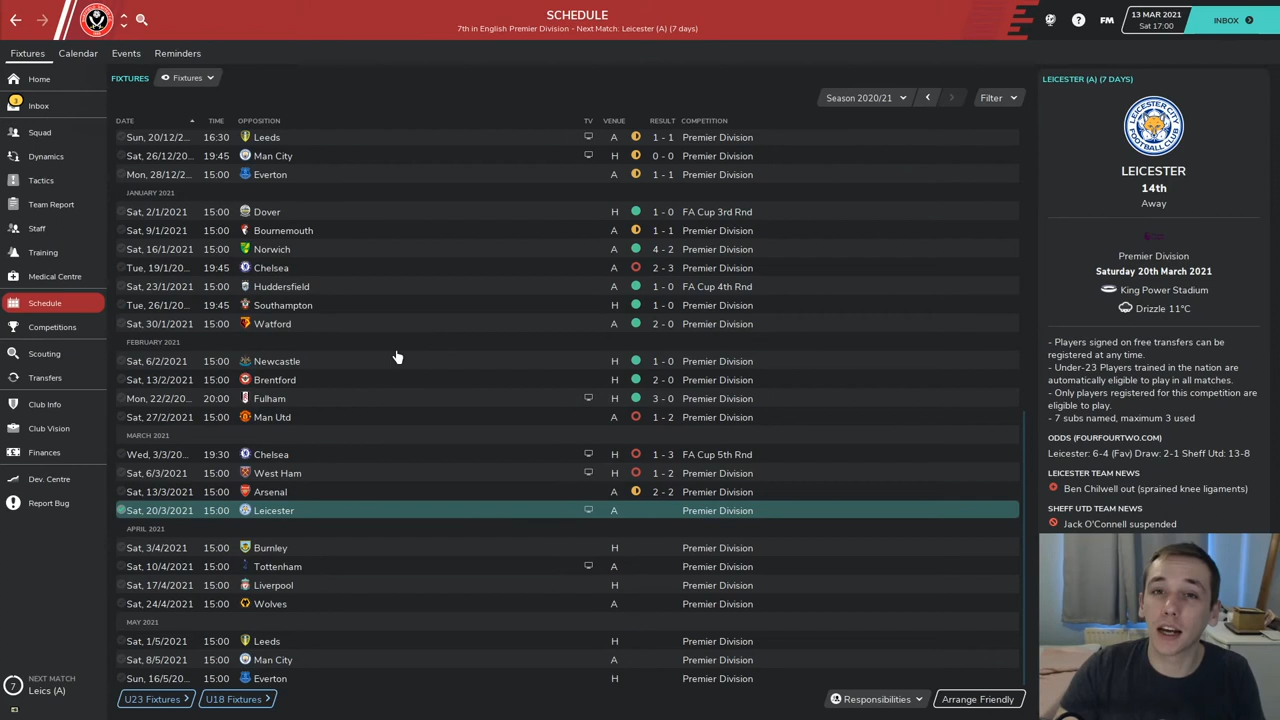 SCHEDULE
7th in English Premier Division - Next Match: Leicester (A) (7 days)
FM
13 MAR 2021
Sat 17:00
INBOX
Fixtures Calendar Events Reminders
Home
3
Inbox
Squad
Dynamics
Tactics
Team Report
Staff
Training
Medical Centre
Schedule
Competitions
Scouting
Transfers
Club Info
Club Vision
Finances
Dev. Centre
Report Bug
7
NEXT MATCH
Leics (A)
FIXTURES Fixtures
Season 2020/21 Filter
DATE TIME OPPOSITION TV VENUE RESULT COMPETITION
Sun, 20/12/2... 16:30 Leeds A 1 - 1 Premier Division
Sat, 26/12/20... 19:45 Man City H 0 - 0 Premier Division
Mon, 28/12/2... 15:00 Everton A 1 - 1 Premier Division
JANUARY 2021
Sat, 2/1/2021 15:00 Dover H 1 - 0 FA Cup 3rd Rnd
Sat, 9/1/2021 15:00 Bournemouth A 1 - 1 Premier Division
Sat, 16/1/2021 15:00 Norwich A 4 - 2 Premier Division
Tue, 19/1/20... 19:45 Chelsea A 2 - 3 Premier Division
Sat, 23/1/2021 15:00 Huddersfield A 1 - 0 FA Cup 4th Rnd
Tue, 26/1/20... 19:45 Southampton H 1 - 0 Premier Division
Sat, 30/1/2021 15:00 Watford A 2 - 0 Premier Division
FEBRUARY 2021
Sat, 6/2/2021 15:00 Newcastle H 1 - 0 Premier Division
Sat, 13/2/2021 15:00 Brentford H 2 - 0 Premier Division
Mon, 22/2/20... 20:00 Fulham H 3 - 0 Premier Division
Sat, 27/2/2021 15:00 Man Utd A 1 - 2 Premier Division
MARCH 2021
Wed, 3/3/20... 19:30 Chelsea H 1 - 3 FA Cup 5th Rnd
Sat, 6/3/2021 15:00 West Ham H 1 - 2 Premier Division
Sat, 13/3/2021 15:00 Arsenal A 2 - 2 Premier Division
Sat, 20/3/2021 15:00 Leicester A Premier Division
APRIL 2021
Sat, 3/4/2021 15:00 Burnley H Premier Division
Sat, 10/4/2021 15:00 Tottenham A Premier Division
Sat, 17/4/2021 15:00 Liverpool H Premier Division
Sat, 24/4/2021 15:00 Wolves A Premier Division
MAY 2021
Sat, 1/5/2021 15:00 Leeds H Premier Division
Sat, 8/5/2021 15:00 Man City A Premier Division
Sun, 16/5/20... 15:00 Everton H Premier Division
U23 Fixtures U18 Fixtures Responsibilities Arrange Friendly
LEICESTER (A) (7 DAYS)
LEICESTER
14th
Away
Premier Division
Saturday 20th March 2021
King Power Stadium
Drizzle 11°C
- Players signed on free transfers can be
registered at any time.
- Under-23 Players trained in the nation are
automatically eligible to play in all matches.
- Only players registered for this competition are
eligible to play.
- 7 subs named, maximum 3 used
ODDS (FOURFOURTWO.COM)
Leicester: 6-4 (Fav) Draw: 2-1 Sheff Utd: 13-8
LEICESTER TEAM NEWS
Ben Chilwell out (sprained knee ligaments)
SHEFF UTD TEAM NEWS
Jack O'Connell suspended